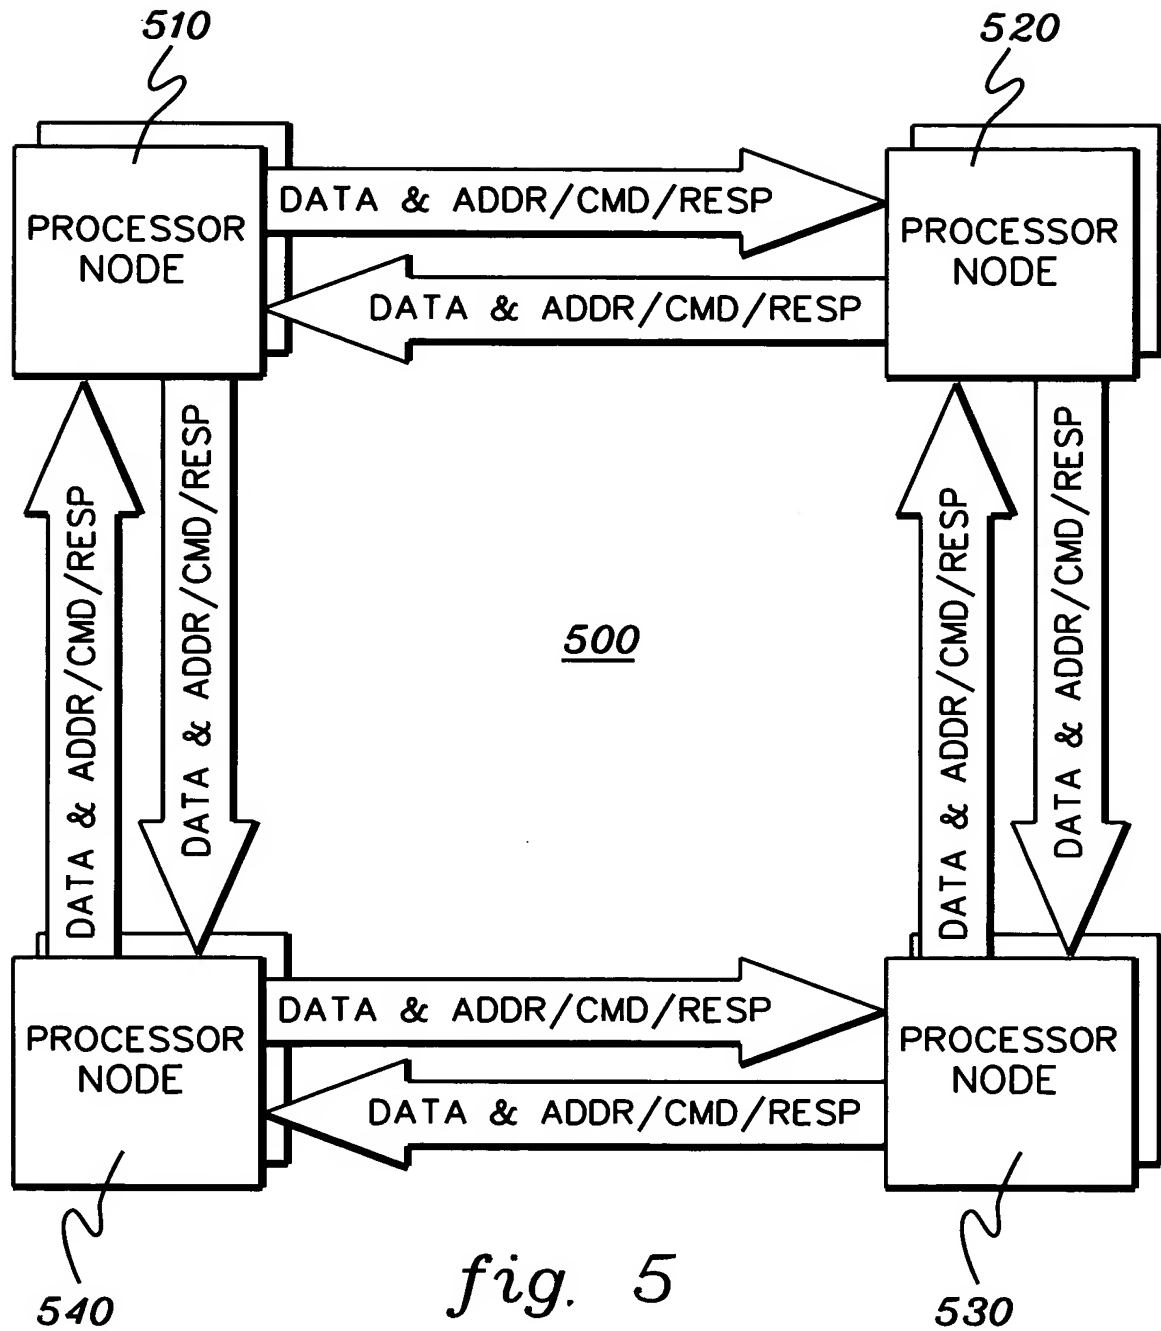 510
520
PROCESSOR
NODE
DATA & ADDR/CMD/RESP
DATA & ADDR/CMD/RESP
PROCESSOR
NODE
DATA & ADDR/CMD/RESP
DATA & ADDR/CMD/RESP
500
DATA & ADDR/CMD/RESP
DATA & ADDR/CMD/RESP
PROCESSOR
NODE
DATA & ADDR/CMD/RESP
DATA & ADDR/CMD/RESP
PROCESSOR
NODE
540
fig. 5
530